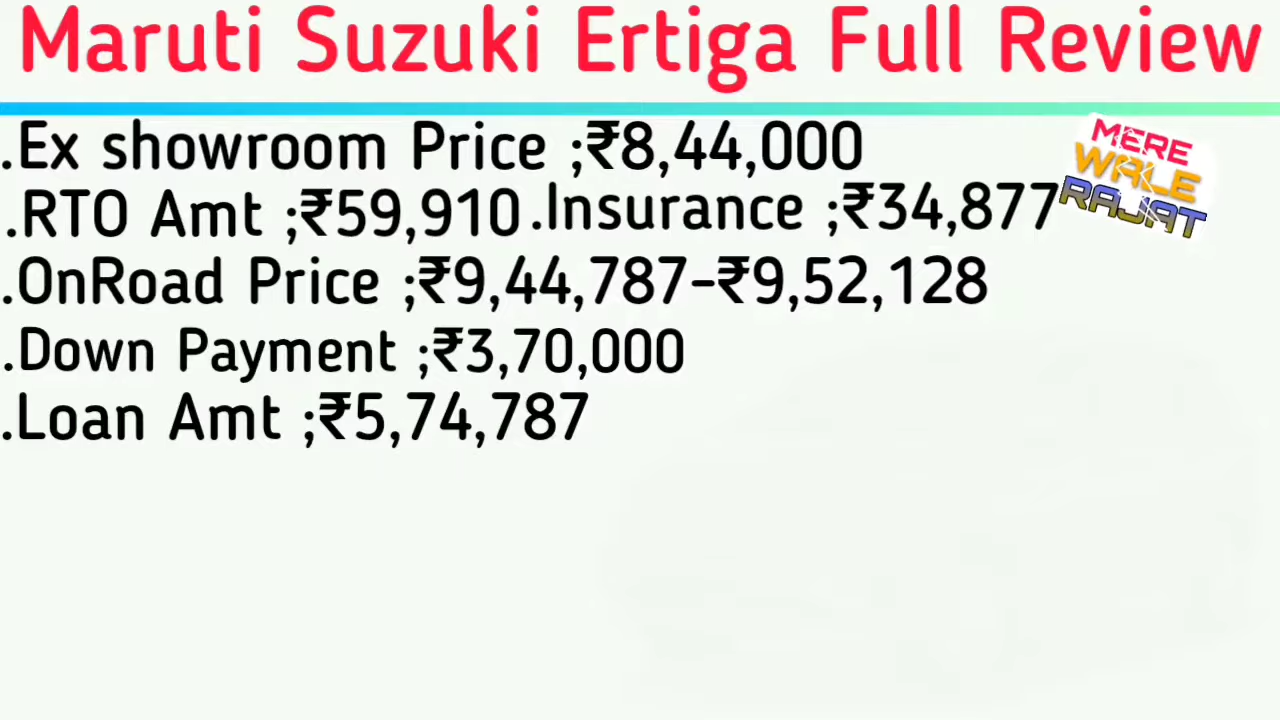 Maruti Suzuki Ertiga Full Review
.Ex showroom Price ;₹8,44,000
.RTO Amt ;₹59,910 .Insurance ;₹34,877
.OnRoad Price ;₹9,44,787-₹9,52,128
.Down Payment ;₹3,70,000
.Loan Amt ;₹5,74,787
MERE
WALE
RAJAT